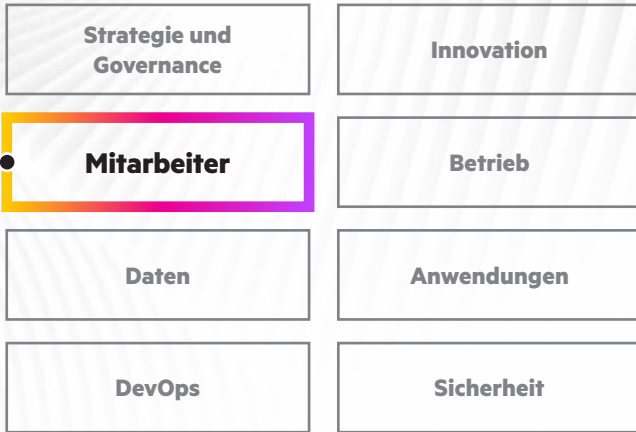 Strategie und
Governance
Innovation
Mitarbeiter
Betrieb
Daten
Anwendungen
DevOps
Sicherheit